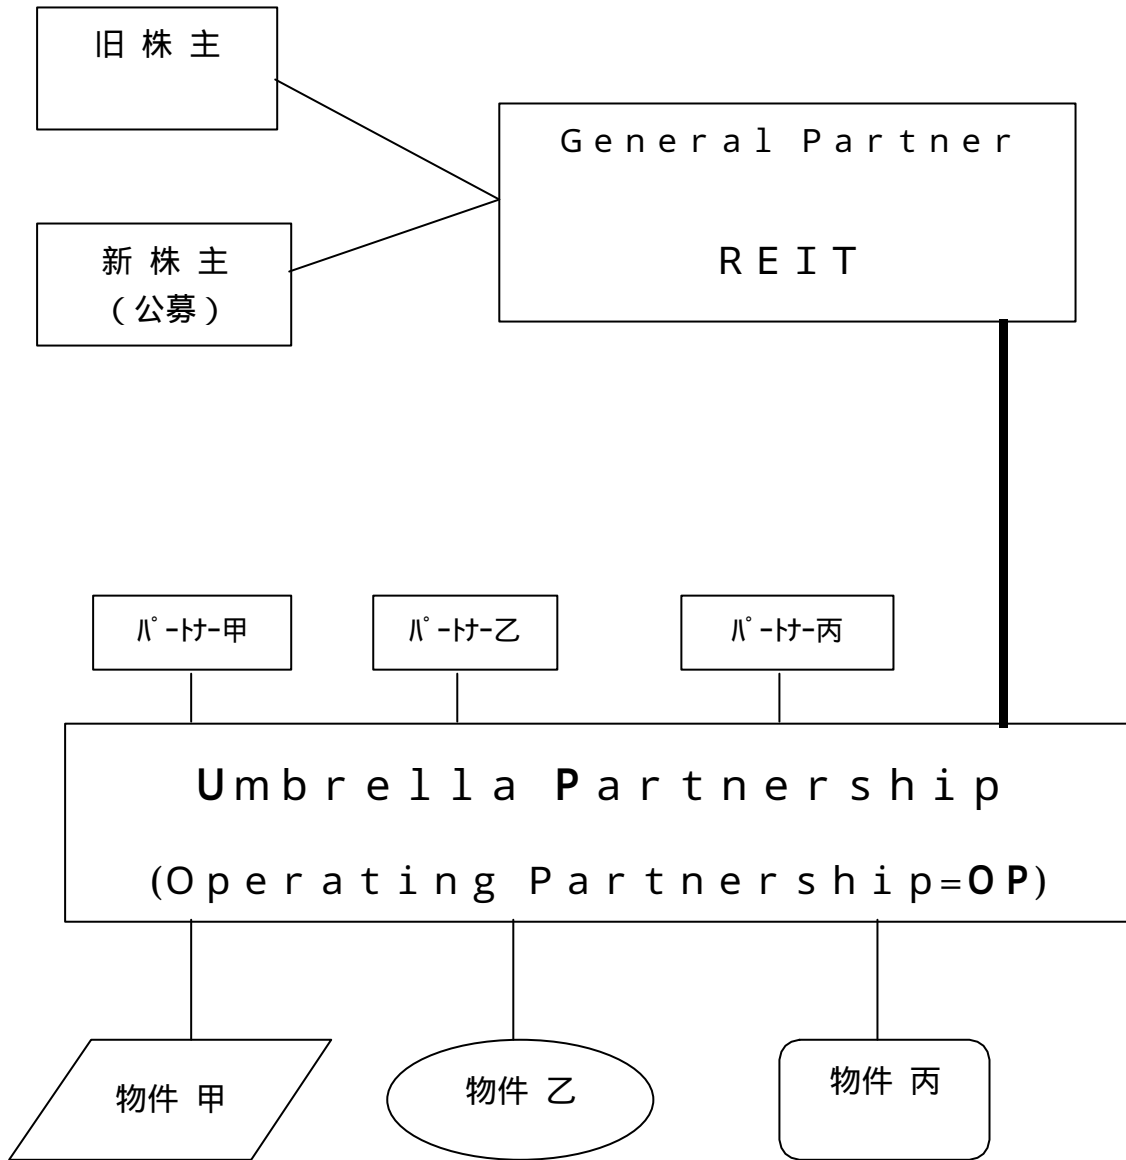 旧 株 主
General Partner
REIT
新 株 主
(公募)
ﾊﾟｰﾄﾅｰ甲
ﾊﾟｰﾄﾅｰ乙
ﾊﾟｰﾄﾅｰ丙
Umbrella Partnership
(Operating Partnership=OP)
物件 甲
物件 乙
物件 丙